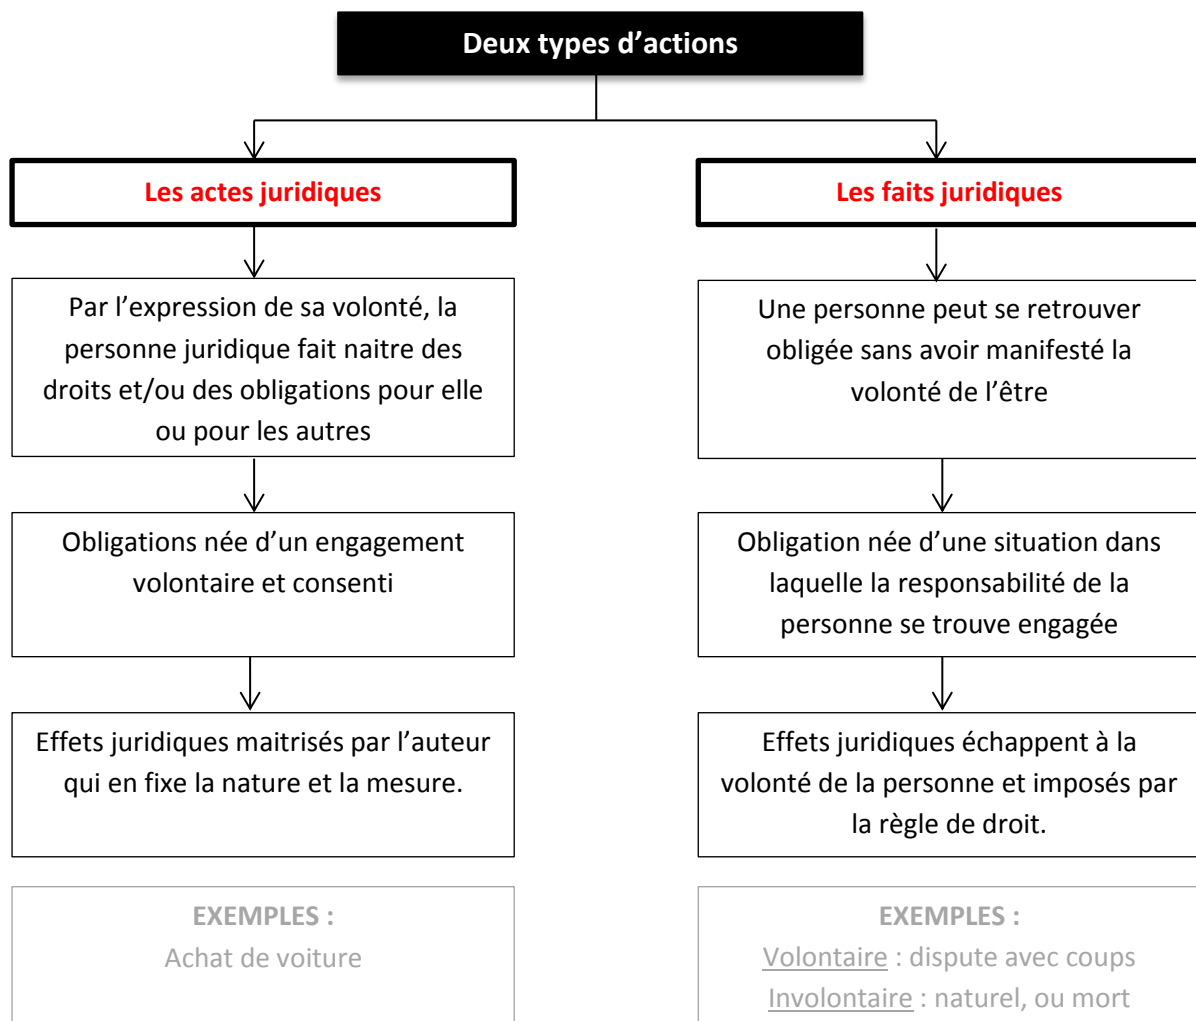 Deux types d’actions
Les actes juridiques
Par l’expression de sa volonté, la
personne juridique fait naitre des
droits et/ou des obligations pour elle
ou pour les autres
Obligations née d’un engagement
volontaire et consenti
Effets juridiques maitrisés par l’auteur
qui en fixe la nature et la mesure.
EXEMPLES :
Achat de voiture
Les faits juridiques
Une personne peut se retrouver
obligée sans avoir manifesté la
volonté de l’être
Obligation née d’une situation dans
laquelle la responsabilité de la
personne se trouve engagée
Effets juridiques échappent à la
volonté de la personne et imposés par
la règle de droit.
EXEMPLES :
Volontaire : dispute avec coups
Involontaire : naturel, ou mort